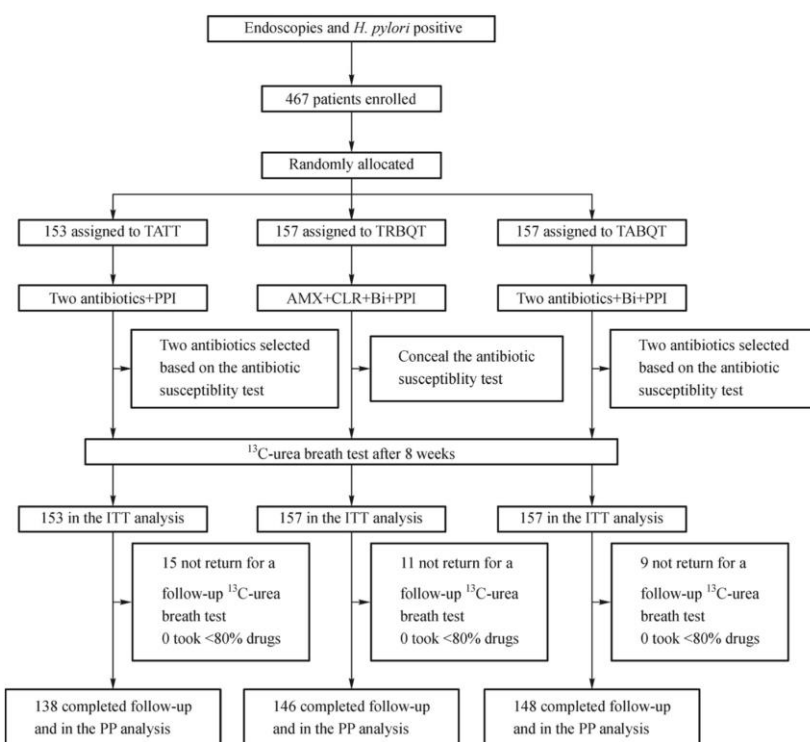 Endoscopies and H. pylori positive
467 patients enrolled
Randomly allocated
153 assigned to TATT
157 assigned to TRBQT
157 assigned to TABQT
Two antibiotics+PPI
AMX+CLR+Bi+PPI
Two antibiotics+Bi+PPI
Two antibiotics selected
based on the antibiotic
susceptiblity test
Conceal the antibiotic
susceptiblity test
Two antibiotics selected
based on the antibiotic
susceptiblity test
¹³C-urea breath test after 8 weeks
153 in the ITT analysis
157 in the ITT analysis
157 in the ITT analysis
15 not return for a
follow-up ¹³C-urea
breath test
0 took <80% drugs
11 not return for a
follow-up ¹³C-urea
breath test
0 took <80% drugs
9 not return for a
follow-up ¹³C-urea
breath test
0 took <80% drugs
138 completed follow-up
and in the PP analysis
146 completed follow-up
and in the PP analysis
148 completed follow-up
and in the PP analysis